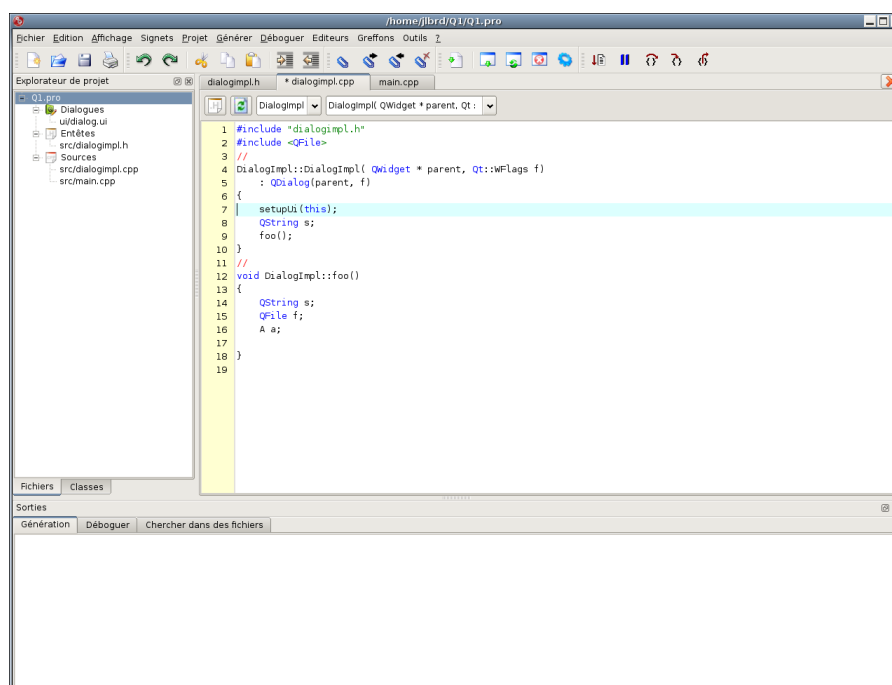 /home/jlbrd/Q1/Q1.pro
Fichier Edition Affichage Signets Projet Générer Déboguer Editeurs Greffons Outils ?
Explorateur de projet
Q1.pro
Dialogues
ui/dialog.ui
Entêtes
src/dialogimpl.h
Sources
src/dialogimpl.cpp
src/main.cpp
Fichiers Classes
dialogimpl.h * dialogimpl.cpp main.cpp
DialogImpl DialogImpl( QWidget * parent, Qt :
1 #include "dialogimpl.h"
2 #include <QFile>
3 //
4 DialogImpl::DialogImpl( QWidget * parent, Qt::WFlags f)
5 : QDialog(parent, f)
6 {
7 setupUi(this);
8 QString s;
9 foo();
10 }
11 //
12 void DialogImpl::foo()
13 {
14 QString s;
15 QFile f;
16 A a;
17
18 }
19
Sorties
Génération Déboguer Chercher dans des fichiers